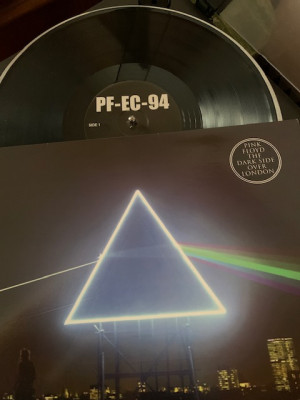 PF-EC-94
SIDE 1
PINK
FLOYD
THE
DARK SIDE
OVER
LONDON